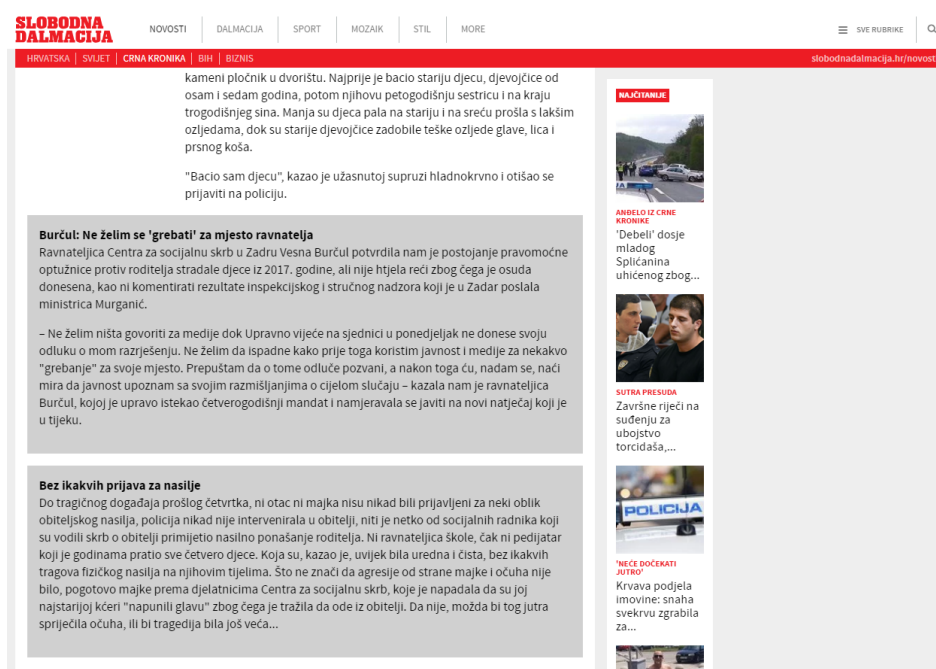 SLOBODNA
DALMACIJA
NOVOSTI DALMACIJA SPORT MOZAIK STIL MORE
SVE RUBRIKE
HRVATSKA SVIJET CRNA KRONIKA BIH BIZNIS
slobodnadalmacija.hr/novost
kameni pločnik u dvorištu. Najprije je bacio stariju djecu, djevojčice od
osam i sedam godina, potom njihovu petogodišnju sestricu i na kraju
trogodišnjeg sina. Manja su djeca pala na stariju i na sreću prošla s lakšim
ozljedama, dok su starije djevojčice zadobile teške ozljede glave, lica i
prsnog koša.
"Bacio sam djecu", kazao je užasnutoj supruzi hladnokrvno i otišao se
prijaviti na policiju.
Burčul: Ne želim se 'grebati' za mjesto ravnatelja
Ravnateljica Centra za socijalnu skrb u Zadru Vesna Burčul potvrdila nam je postojanje pravomoćne
optužnice protiv roditelja stradale djece iz 2017. godine, ali nije htjela reći zbog čega je osuda
donesena, kao ni komentirati rezultate inspekcijskog i stručnog nadzora koji je u Zadar poslala
ministrica Murganić.
– Ne želim ništa govoriti za medije dok Upravno vijeće na sjednici u ponedjeljak ne donese svoju
odluku o mom razrješenju. Ne želim da ispadne kako prije toga koristim javnost i medije za nekakvo
"grebanje" za svoje mjesto. Prepuštam da o tome odluče pozvani, a nakon toga ću, nadam se, naći
mira da javnost upoznam sa svojim razmišljanjima o cijelom slučaju – kazala nam je ravnateljica
Burčul, kojoj je upravo istekao četverogodišnji mandat i namjeravala se javiti na novi natječaj koji je
u tijeku.
Bez ikakvih prijava za nasilje
Do tragičnog događaja prošlog četvrtka, ni otac ni majka nisu nikad bili prijavljeni za neki oblik
obiteljskog nasilja, policija nikad nije intervenirala u obitelji, niti je netko od socijalnih radnika koji
su vodili skrb o obitelji primijetio nasilno ponašanje roditelja. Ni ravnateljica škole, čak ni pedijatar
koji je godinama pratio sve četvero djece. Koja su, kazao je, uvijek bila uredna i čista, bez ikakvih
tragova fizičkog nasilja na njihovim tijelima. Što ne znači da agresije od strane majke i očuha nije
bilo, pogotovo majke prema djelatnicima Centra za socijalnu skrb, koje je napadala da su joj
najstarijoj kćeri "napunili glavu" zbog čega je tražila da ode iz obitelji. Da nije, možda bi tog jutra
spriječila očuha, ili bi tragedija bila još veća...
NAJČITANIJE
ANĐELO IZ CRNE
KRONIKE
'Debeli' dosje
mladog
Splićanina
uhićenog zbog...
SUTRA PRESUDA
Završne riječi na
suđenju za
ubojstvo
torcidaša,...
POLICIJA
'NEĆE DOČEKATI
JUTRO'
Krvava podjela
imovine: snaha
svekrvu zgrabila
za...